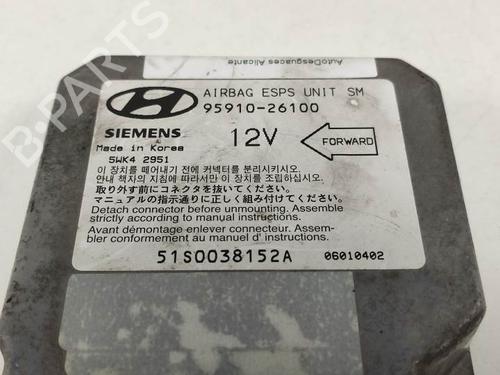 AutoDesguaces Alicante
AIRBAG ESPS UNIT SM
95910-26100
SIEMENS
12V
FORWARD
Made in Korea
5WK4 2951
이 장치를 떼어내기 전에 커넥터를 분리시키시오.
안내 책자의 지침에 따라서만 이 장치를 조립하십시오.
取り外す前にコネクタを抜いてください。
マニュアルの指示通りに正しく組み付けてください。
Detach connector before unmounting. Assemble
strictly according to manual instructions.
Avant démontage enlever connecteur. Assem-
bler conformement au manuel d' instructions.
51S0038152A
06010402
B-PARTS